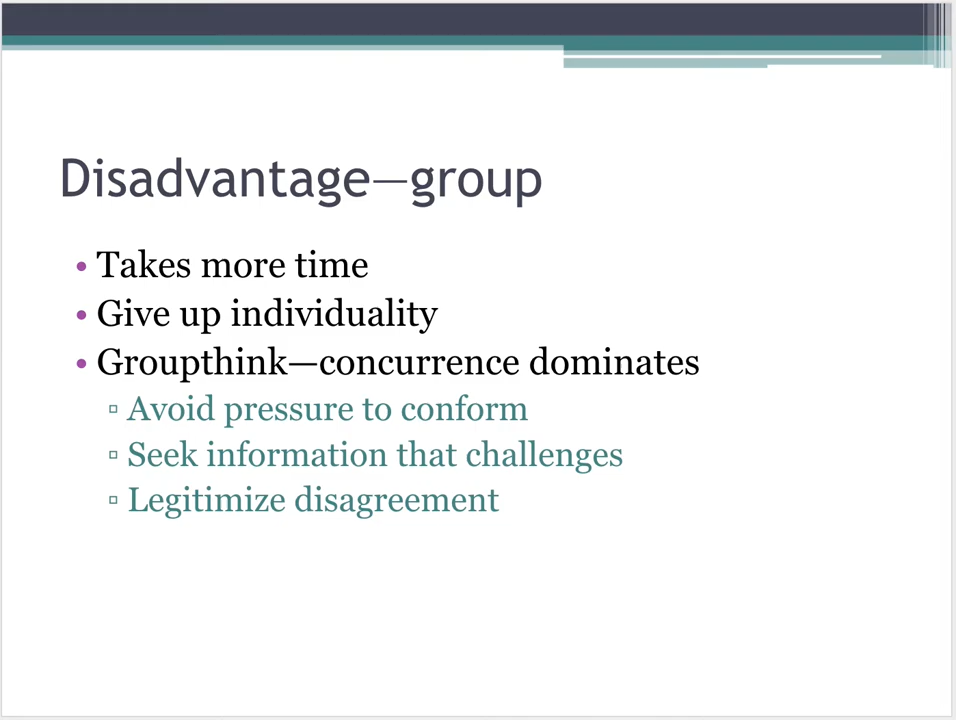 Disadvantage—group
• Takes more time
• Give up individuality
• Groupthink—concurrence dominates
▫ Avoid pressure to conform
▫ Seek information that challenges
▫ Legitimize disagreement